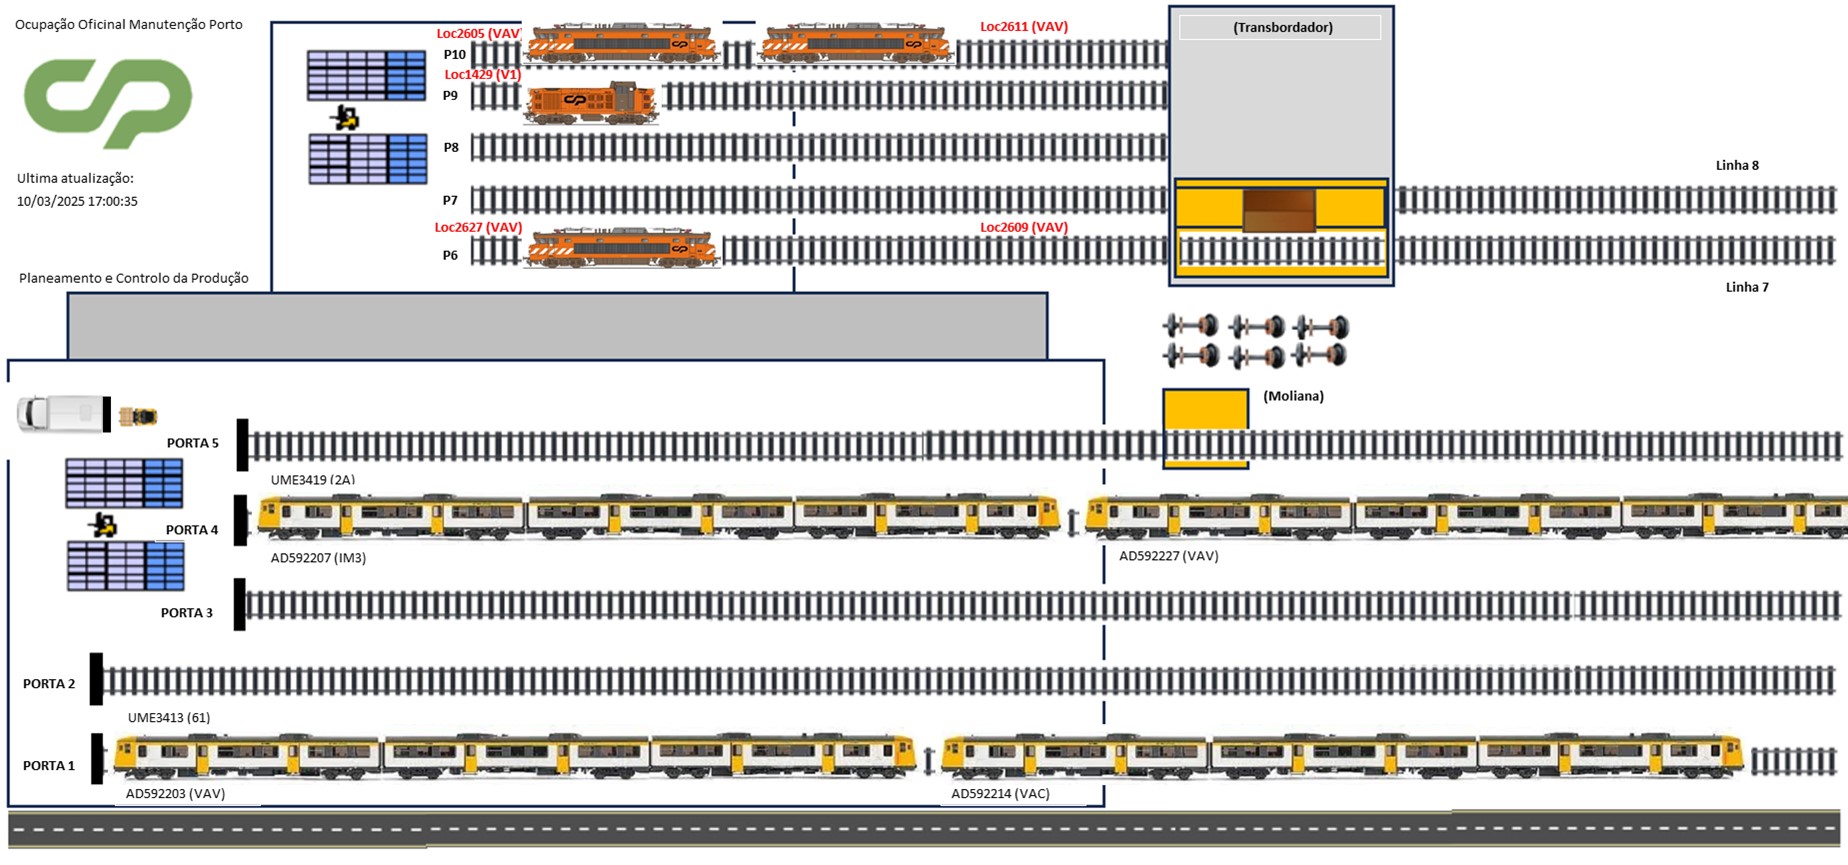 Ocupação Oficinal Manutenção Porto
Loc2605 (VAV)
Loc2611 (VAV)
(Transbordador)
P10
Loc1429 (V1)
P9
P8
Linha 8
Ultima atualização:
10/03/2025 17:00:35
P7
Loc2627 (VAV)
Loc2609 (VAV)
P6
Planeamento e Controlo da Produção
Linha 7
(Moliana)
PORTA 5
UME3419 (2A)
PORTA 4
AD592207 (IM3)
AD592227 (VAV)
PORTA 3
PORTA 2
UME3413 (61)
PORTA 1
AD592203 (VAV)
AD592214 (VAC)